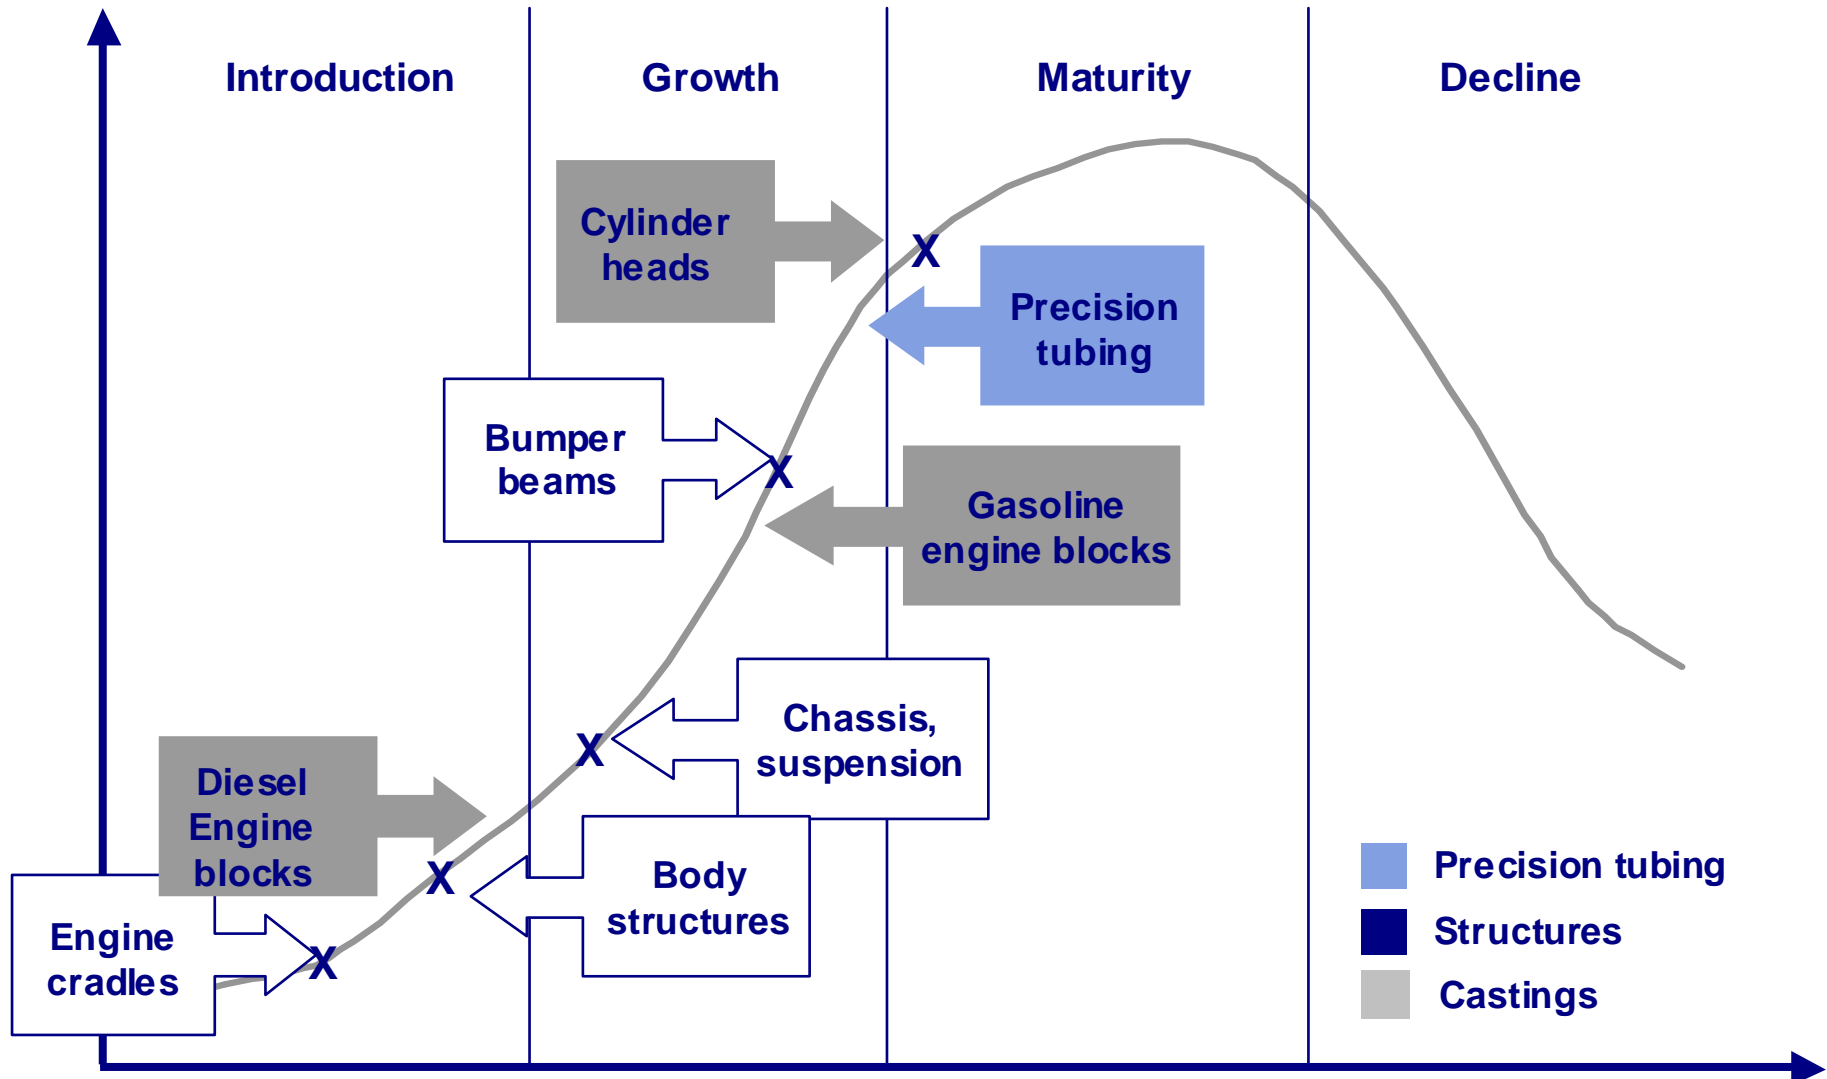 Introduction
Growth
Maturity
Decline
Cylinder
heads
X
Precision
tubing
Bumper
beams
X
Gasoline
engine blocks
Chassis,
suspension
X
Diesel
Engine
blocks
X
Body
structures
Engine
cradles
X
Precision tubing
Structures
Castings